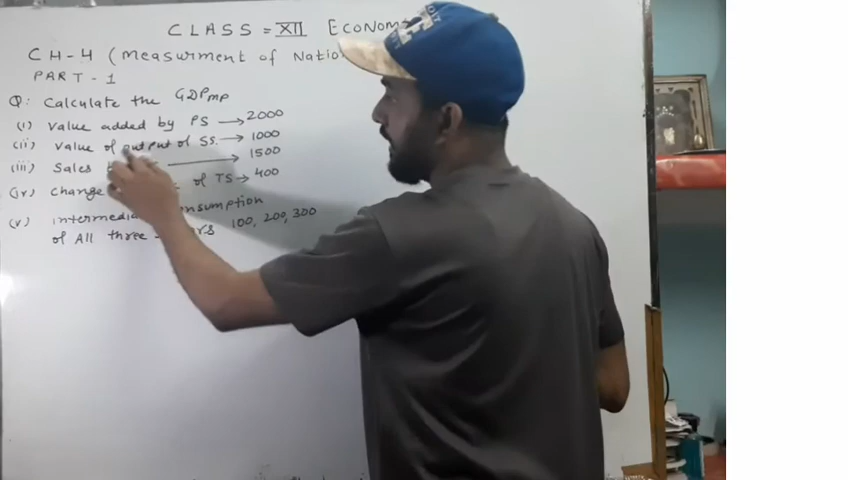 CLASS = XII Econom
CH-4 (measurment of Natio
PART-1
Q: Calculate the GDPmp
(i) value added by PS → 2000
(ii) value of output of SS. → 1000
(iii) Sales → 1500
(iv) change of TS → 400
(v) intermedia nsumption
of All three 100, 200, 300